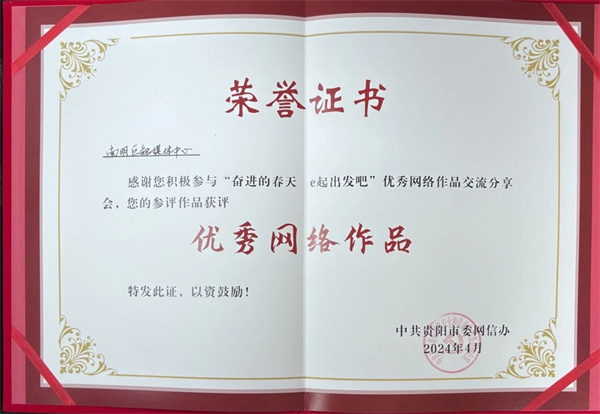 荣誉证书
南明区融媒体中心
感谢您积极参与“奋进的春天 e起出发吧”优秀网络作品交流分享
会，您的参评作品获评
优秀网络作品
特发此证，以资鼓励！
中共贵阳市委网信办
2024年4月